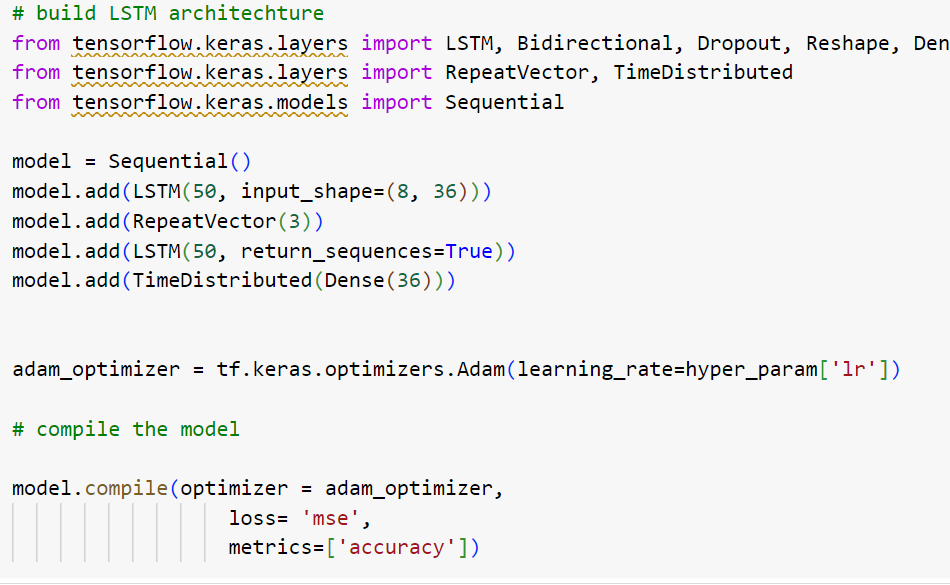 # build LSTM architechture
from tensorflow.keras.layers import LSTM, Bidirectional, Dropout, Reshape, Den
from tensorflow.keras.layers import RepeatVector, TimeDistributed
from tensorflow.keras.models import Sequential
model = Sequential()
model.add(LSTM(50, input_shape=(8, 36)))
model.add(RepeatVector(3))
model.add(LSTM(50, return_sequences=True))
model.add(TimeDistributed(Dense(36)))
adam_optimizer = tf.keras.optimizers.Adam(learning_rate=hyper_param['lr'])
# compile the model
model.compile(optimizer = adam_optimizer,
loss= 'mse',
metrics=['accuracy'])